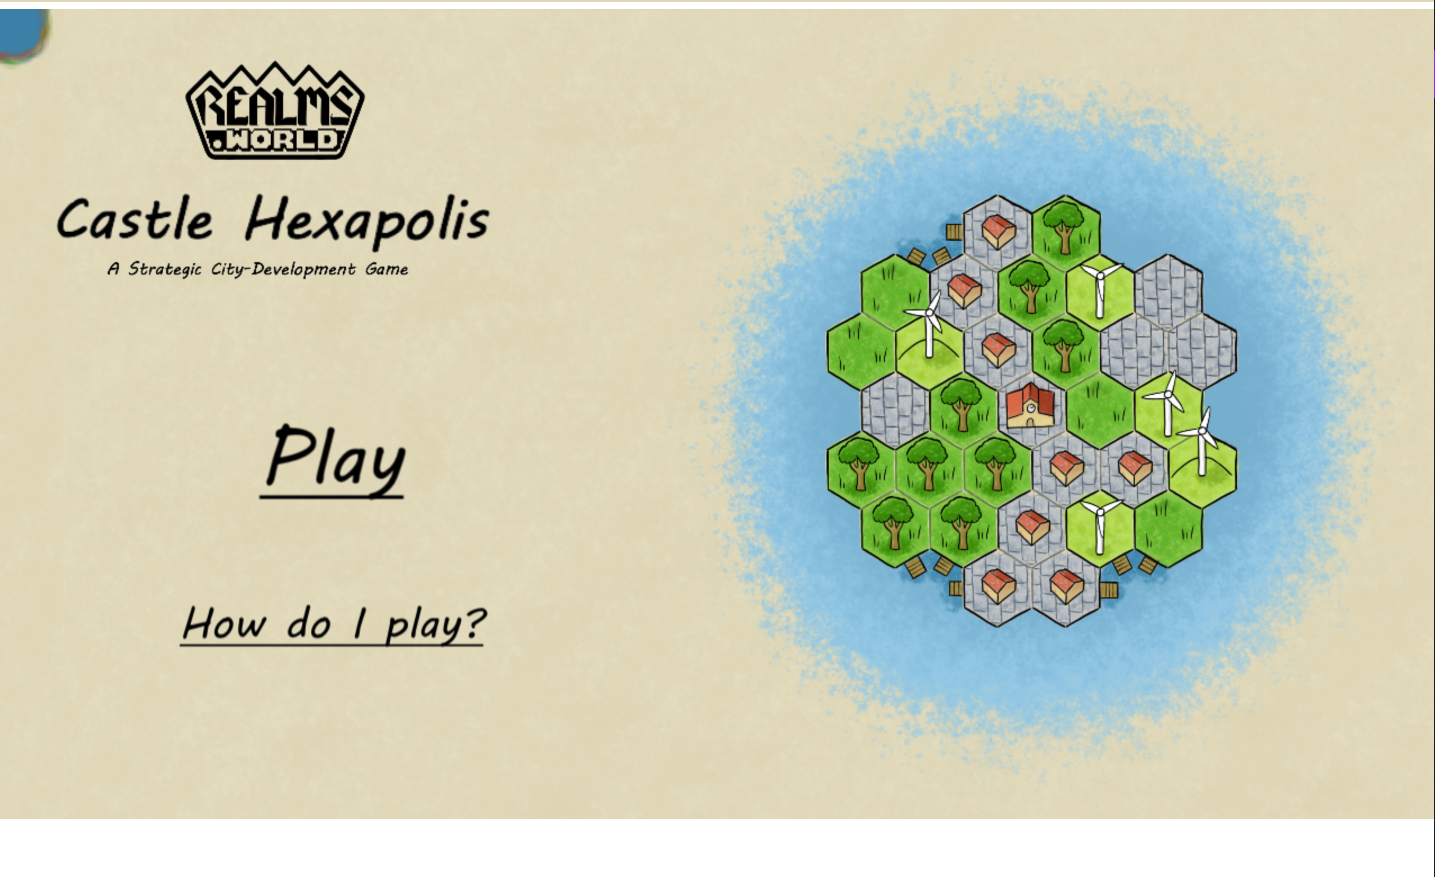 REALMS
.WORLD
Castle Hexapolis
A Strategic City-Development Game
Play
How do I play?